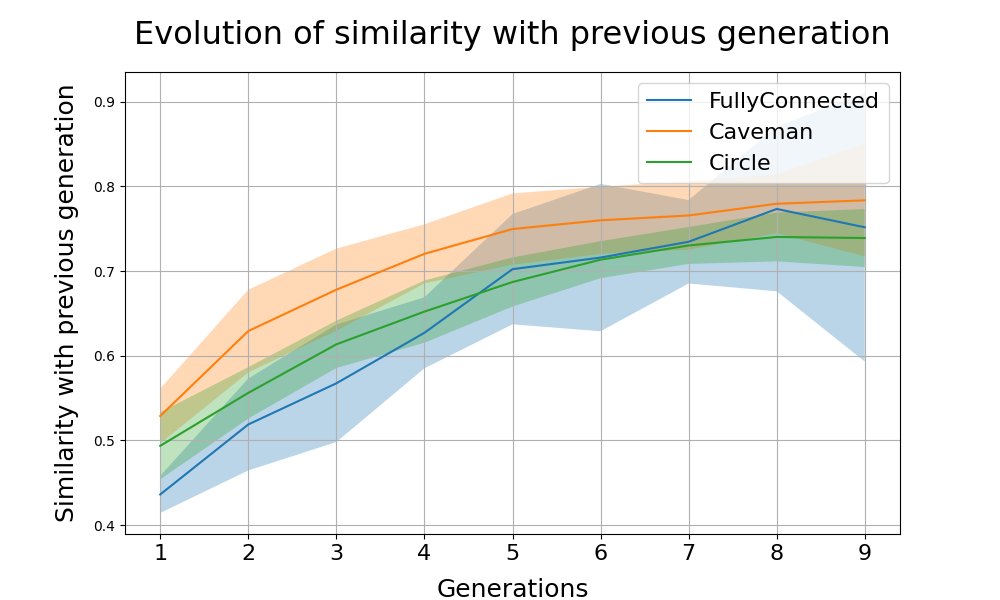 Evolution of similarity with previous generation
Similarity with previous generation
0.9
0.8
0.7
0.6
0.5
0.4
FullyConnected
Caveman
Circle
1 2 3 4 5 6 7 8 9
Generations